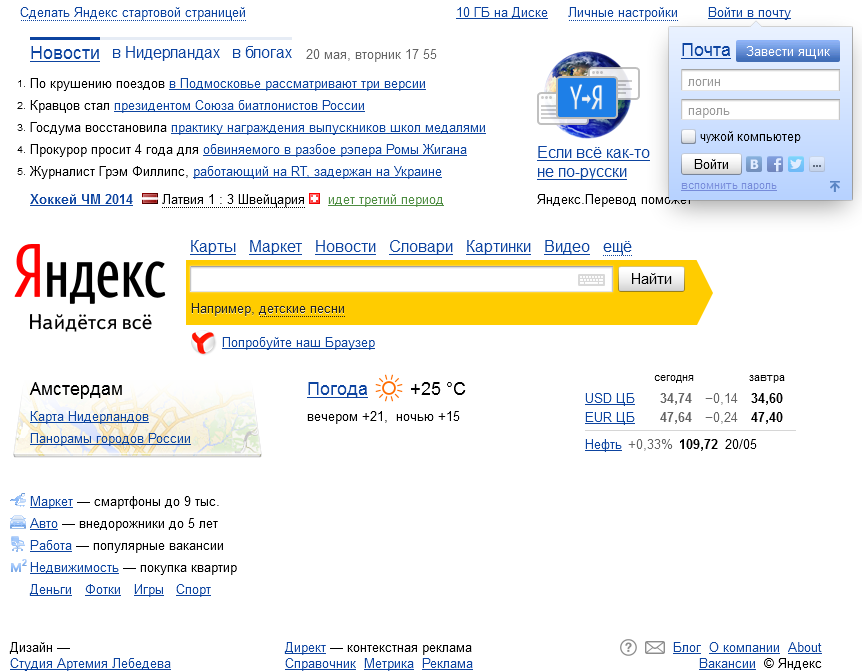 Сделать Яндекс стартовой страницей
10 ГБ на Диске Личные настройки Войти в почту
Новости в Нидерландах в блогах 20 мая, вторник 17 55
1. По крушению поездов в Подмосковье рассматривают три версии
2. Кравцов стал президентом Союза биатлонистов России
3. Госдума восстановила практику награждения выпускников школ медалями
4. Прокурор просит 4 года для обвиняемого в разбое рэпера Ромы Жигана
5. Журналист Грэм Филлипс, работающий на RT, задержан на Украине
Хоккей ЧМ 2014 Латвия 1 : 3 Швейцария идет третий период
Y Я
Если всё как-то
не по-русски
Яндекс.Перевод поможет
Почта Завести ящик
логин
пароль
чужой компьютер
Войти В f ...
вспомнить пароль
Карты Маркет Новости Словари Картинки Видео ещё
Яндекс
Найдётся всё
Найти
Например, детские песни
Попробуйте наш Браузер
Амстердам
Карта Нидерландов
Панорамы городов России
Погода +25 °C
вечером +21, ночью +15
сегодня завтра
USD ЦБ 34,74 −0,14 34,60
EUR ЦБ 47,64 −0,24 47,40
Нефть +0,33% 109,72 20/05
Маркет — смартфоны до 9 тыс.
Авто — внедорожники до 5 лет
Работа — популярные вакансии
м² Недвижимость — покупка квартир
Деньги Фотки Игры Спорт
Дизайн —
Студия Артемия Лебедева
Директ — контекстная реклама
Справочник Метрика Реклама
? Блог О компании About
Вакансии © Яндекс